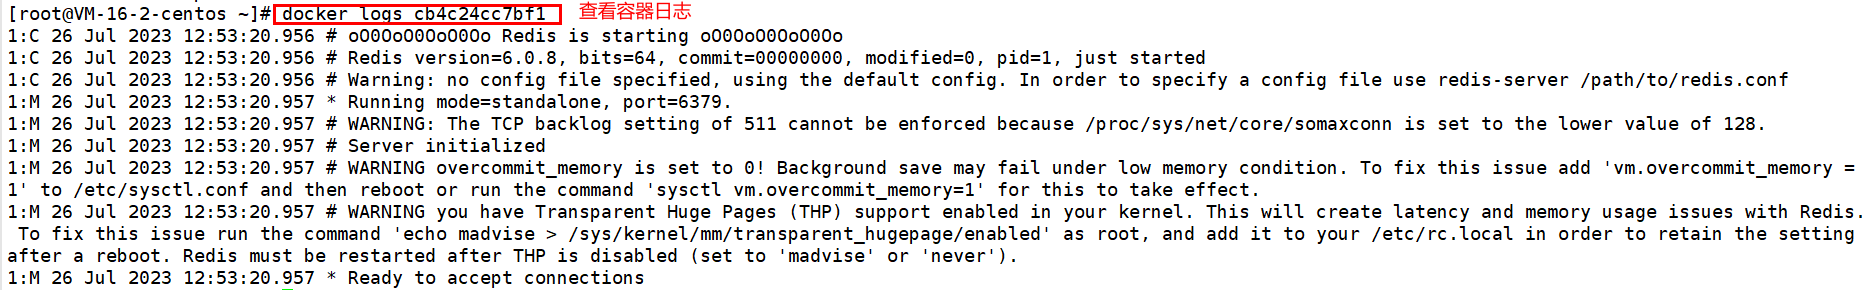 [root@VM-16-2-centos ~]# docker logs cb4c24cc7bf1 查看容器日志
1:C 26 Jul 2023 12:53:20.956 # oO0OoO0OoO0Oo Redis is starting oO0OoO0OoO0Oo
1:C 26 Jul 2023 12:53:20.956 # Redis version=6.0.8, bits=64, commit=00000000, modified=0, pid=1, just started
1:C 26 Jul 2023 12:53:20.956 # Warning: no config file specified, using the default config. In order to specify a config file use redis-server /path/to/redis.conf
1:M 26 Jul 2023 12:53:20.957 * Running mode=standalone, port=6379.
1:M 26 Jul 2023 12:53:20.957 # WARNING: The TCP backlog setting of 511 cannot be enforced because /proc/sys/net/core/somaxconn is set to the lower value of 128.
1:M 26 Jul 2023 12:53:20.957 # Server initialized
1:M 26 Jul 2023 12:53:20.957 # WARNING overcommit_memory is set to 0! Background save may fail under low memory condition. To fix this issue add 'vm.overcommit_memory =
1' to /etc/sysctl.conf and then reboot or run the command 'sysctl vm.overcommit_memory=1' for this to take effect.
1:M 26 Jul 2023 12:53:20.957 # WARNING you have Transparent Huge Pages (THP) support enabled in your kernel. This will create latency and memory usage issues with Redis.
To fix this issue run the command 'echo madvise > /sys/kernel/mm/transparent_hugepage/enabled' as root, and add it to your /etc/rc.local in order to retain the setting
after a reboot. Redis must be restarted after THP is disabled (set to 'madvise' or 'never').
1:M 26 Jul 2023 12:53:20.957 * Ready to accept connections